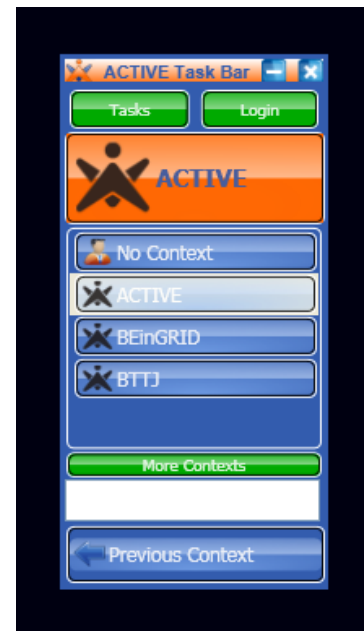 ACTIVE Task Bar
Tasks Login
ACTIVE
No Context
ACTIVE
BEinGRID
BTTJ
More Contexts
Previous Context